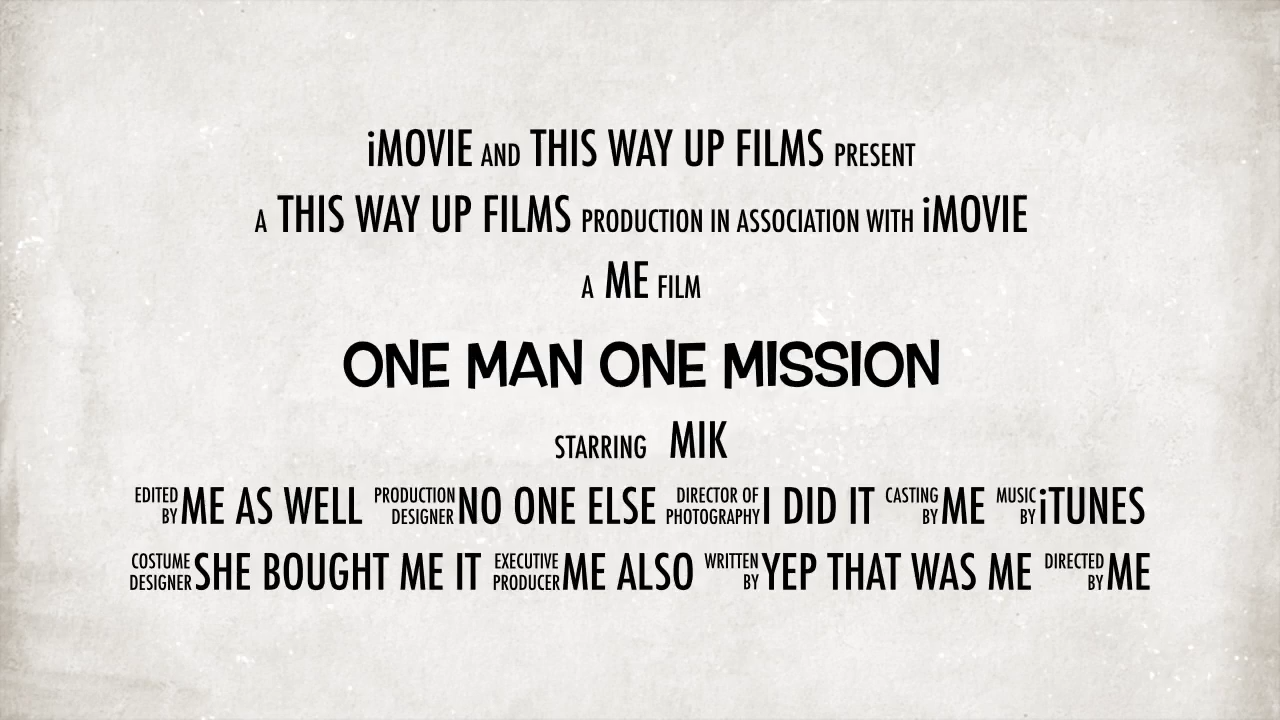 iMOVIE AND THIS WAY UP FILMS PRESENT
A THIS WAY UP FILMS PRODUCTION IN ASSOCIATION WITH iMOVIE
A ME FILM
ONE MAN ONE MISSION
STARRING MIK
EDITED BY ME AS WELL PRODUCTION DESIGNER NO ONE ELSE DIRECTOR OF PHOTOGRAPHY I DID IT CASTING BY ME MUSIC BY iTUNES
COSTUME DESIGNER SHE BOUGHT ME IT EXECUTIVE PRODUCER ME ALSO WRITTEN BY YEP THAT WAS ME DIRECTED BY ME